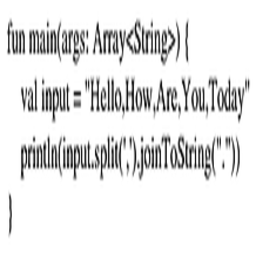 fun main(args: Array<String>) {
    val input = "Hello,How,Are,You,Today"
    println(input.split(',').joinToString("."))
}